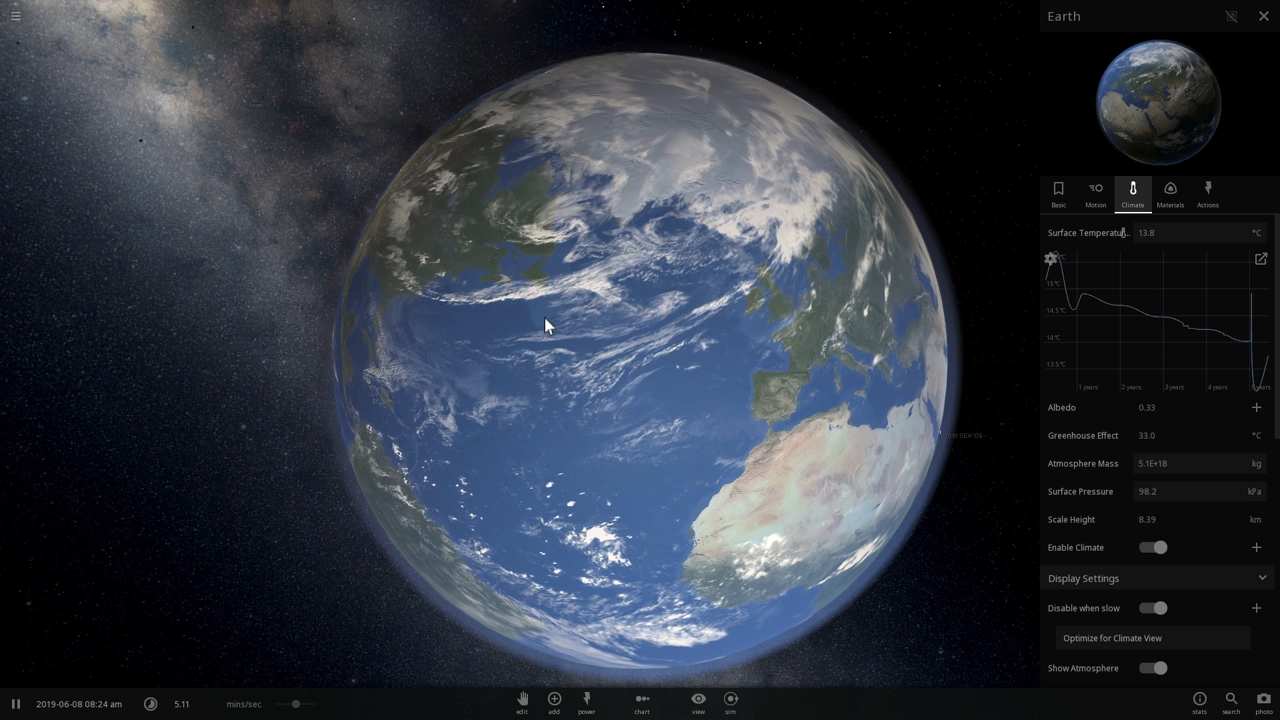 Earth
Basic
Motion
Climate
Materials
Actions
Surface Temperatu... 13.8 °C
15°C
14.5°C
14°C
13.5°C
1 years 2 years 3 years 4 years
Albedo 0.33
Greenhouse Effect 33.0 °C
Atmosphere Mass 5.1E+18 kg
Surface Pressure 98.2 kPa
Scale Height 8.39 km
Enable Climate
Display Settings
Disable when slow
Optimize for Climate View
Show Atmosphere
2019-06-08 08:24 am 5.11 mins/sec
edit add power chart view sim
stats search photo